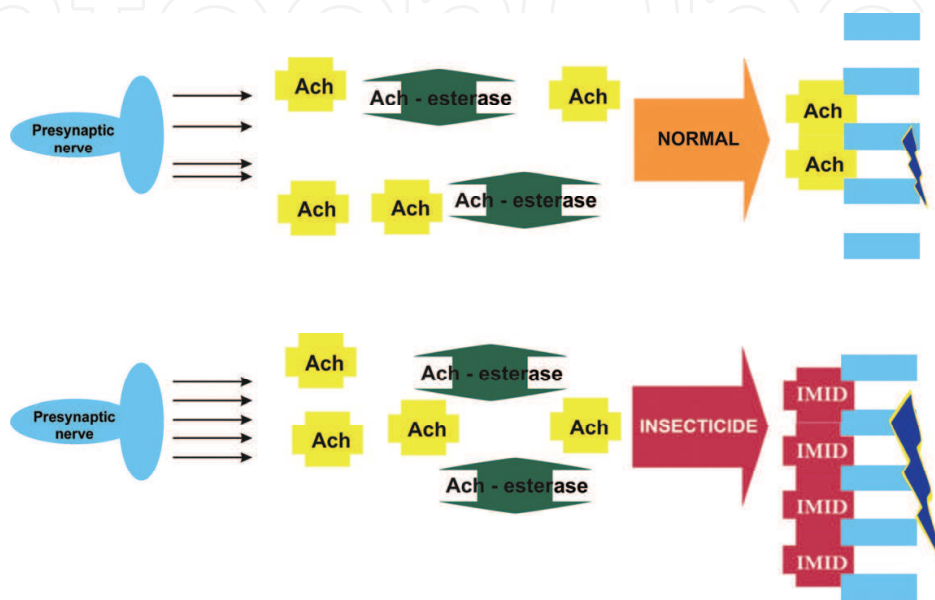 Ach
Ach - esterase
Ach
Presynaptic
nerve
NORMAL
Ach
Ach
Ach
Ach
Ach - esterase
Ach
Ach - esterase
Presynaptic
nerve
Ach
Ach
Ach
INSECTICIDE
Ach - esterase
IMID
IMID
IMID
IMID